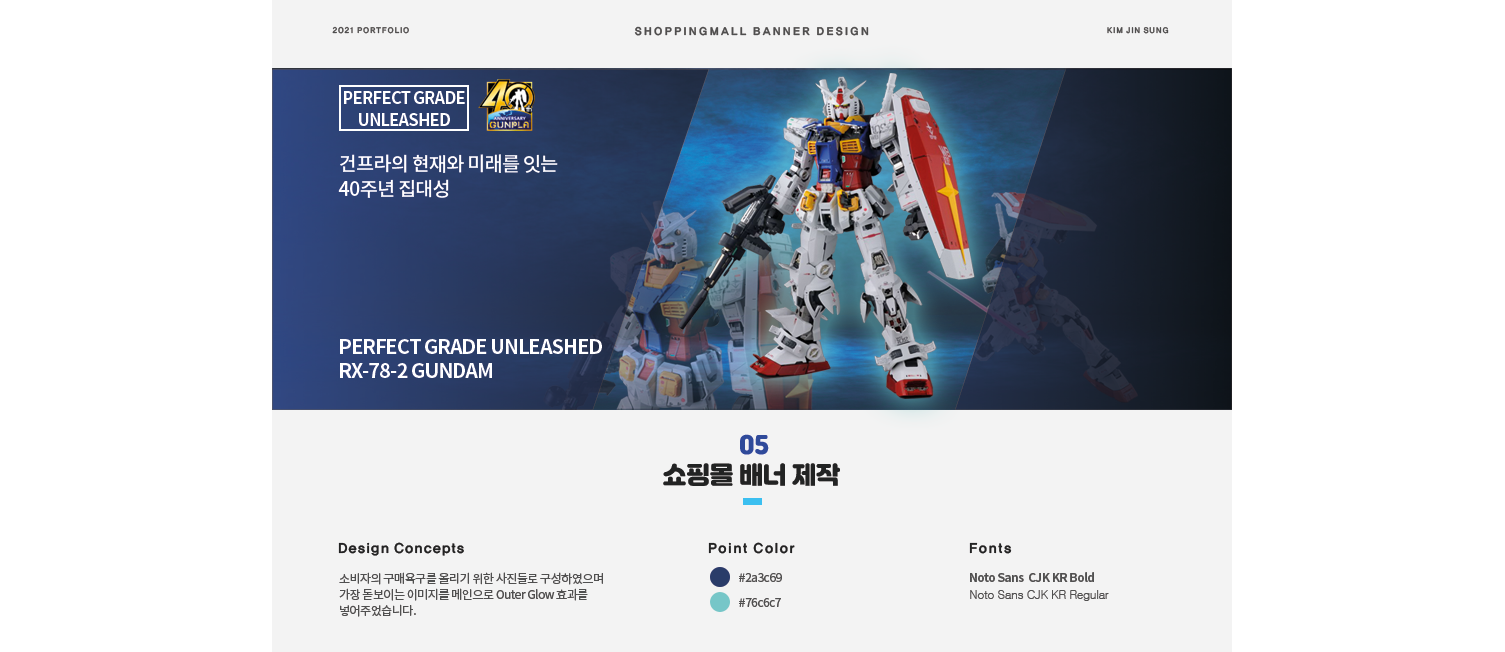 2021 PORTFOLIO
SHOPPINGMALL BANNER DESIGN
KIM JIN SUNG
PERFECT GRADE
UNLEASHED
40
ANNIVERSARY
GUNPLA
건프라의 현재와 미래를 잇는
40주년 집대성
PERFECT GRADE UNLEASHED
RX-78-2 GUNDAM
05
쇼핑몰 배너 제작
Design Concepts
소비자의 구매욕구를 올리기 위한 사진들로 구성하였으며
가장 돋보이는 이미지를 메인으로 Outer Glow 효과를
넣어주었습니다.
Point Color
#2a3c69
#76c6c7
Fonts
Noto Sans CJK KR Bold
Noto Sans CJK KR Regular